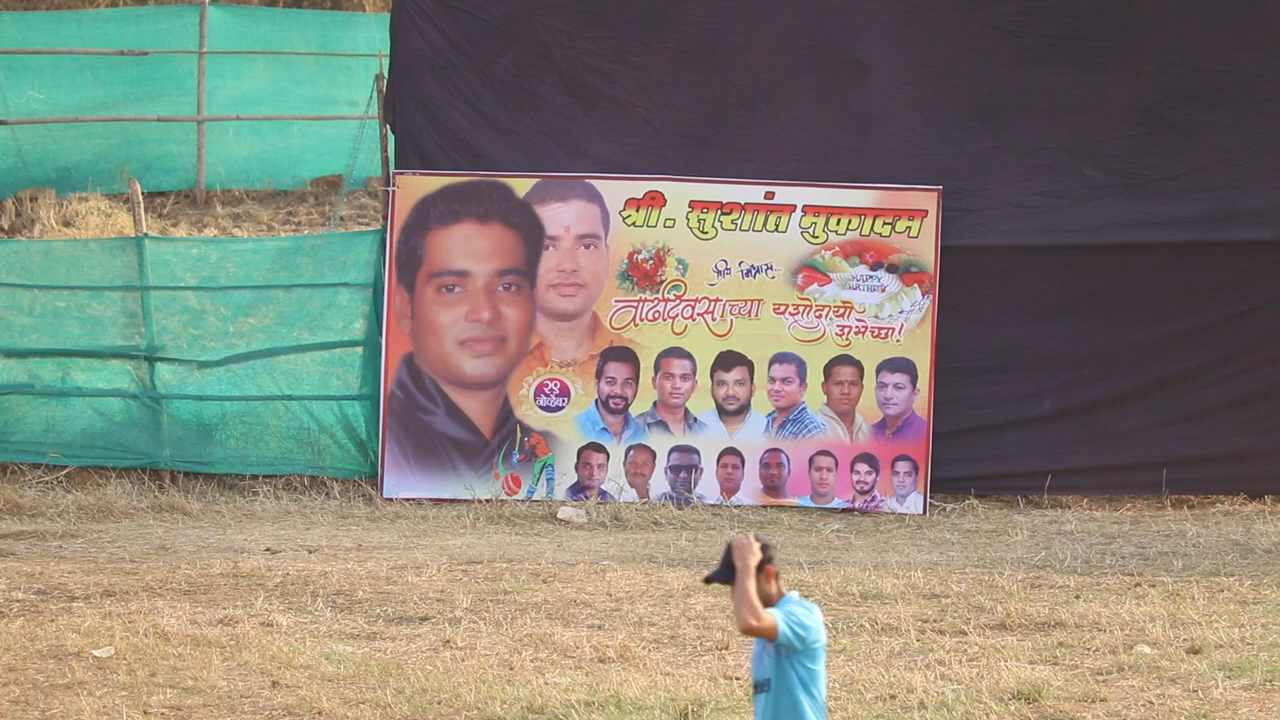 श्री. सुशांत मुकादम
प्रिय मित्रास...
HAPPY
BIRTHDAY
वाढदिवसाच्या यशोदायी
शुभेच्छा!
२९
नोव्हेंबर